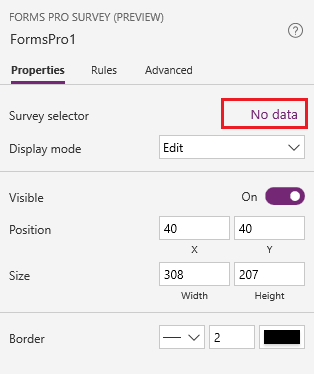 FORMS PRO SURVEY (PREVIEW)
FormsPro1
Properties Rules Advanced
Survey selector No data
Display mode Edit
Visible On
Position 40 40
X Y
Size 308 207
Width Height
Border 2